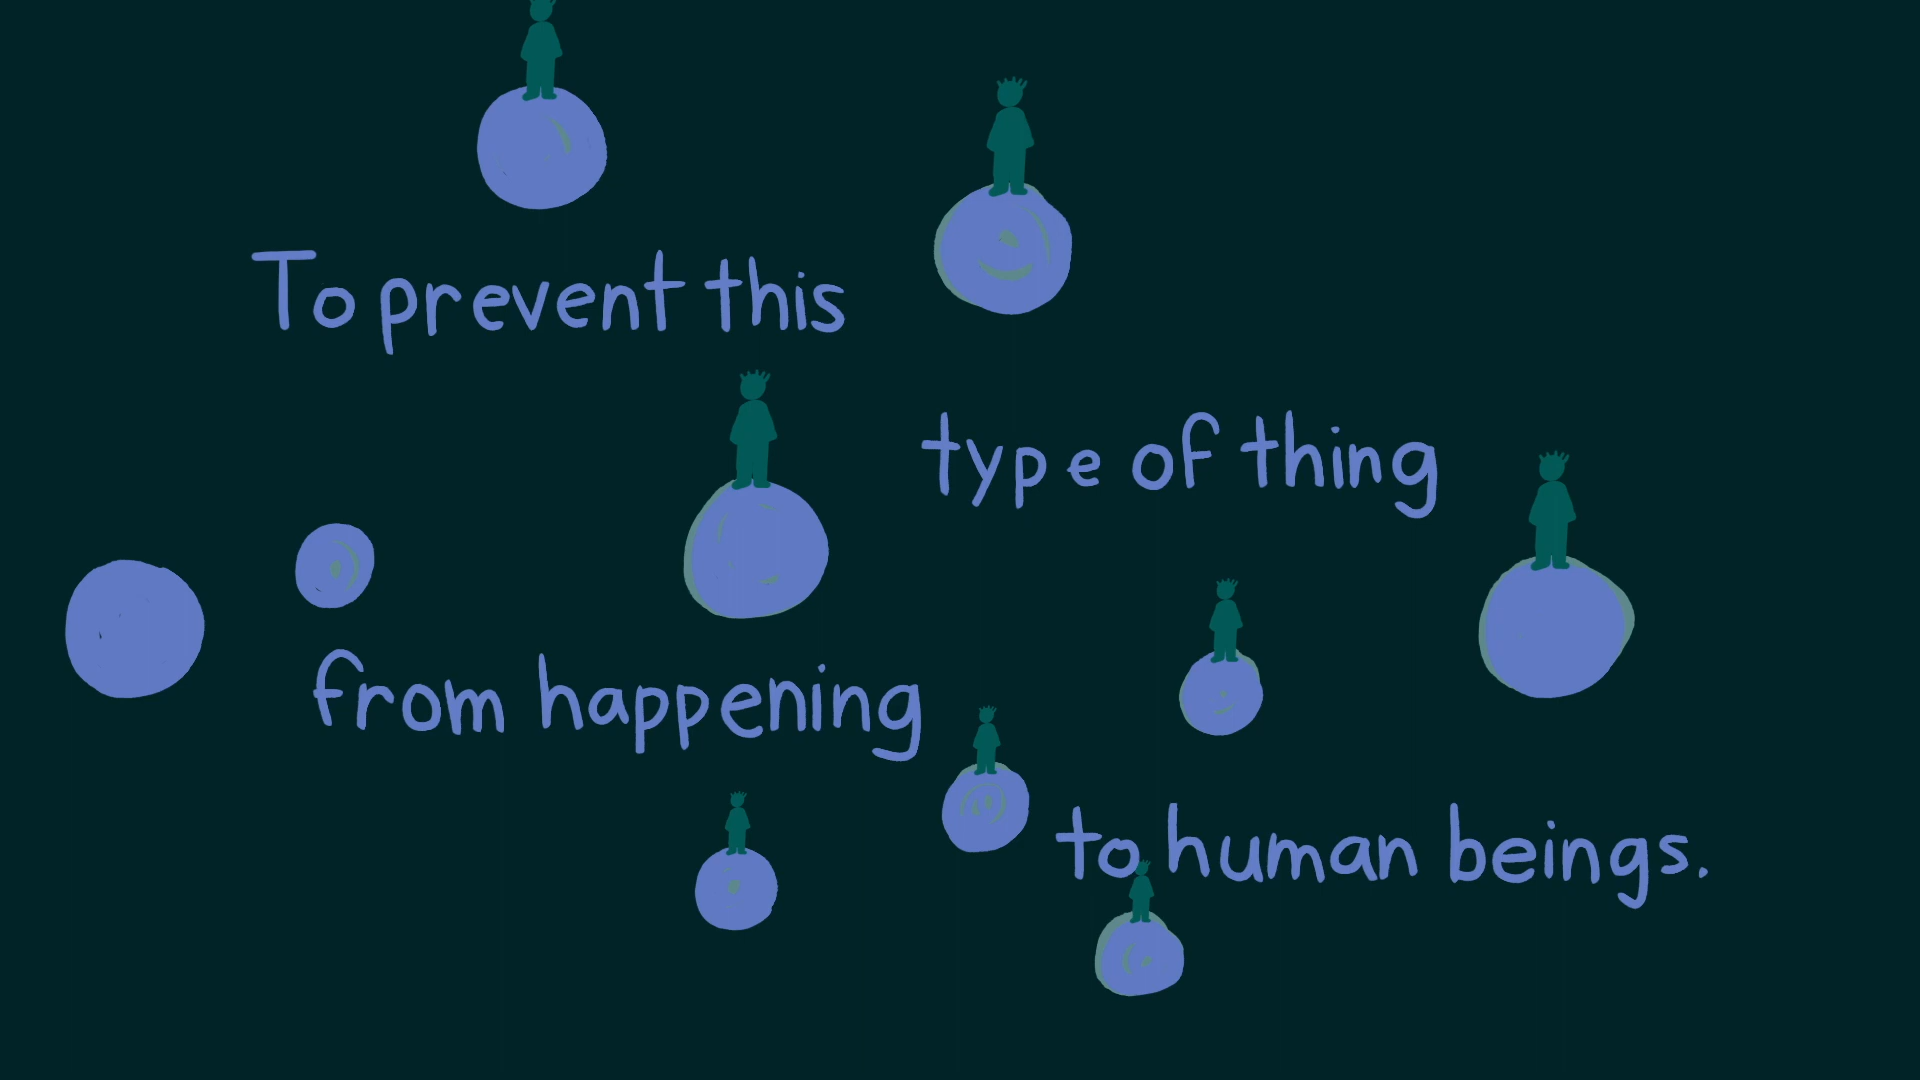 To prevent this
type of thing
from happening
to human beings.